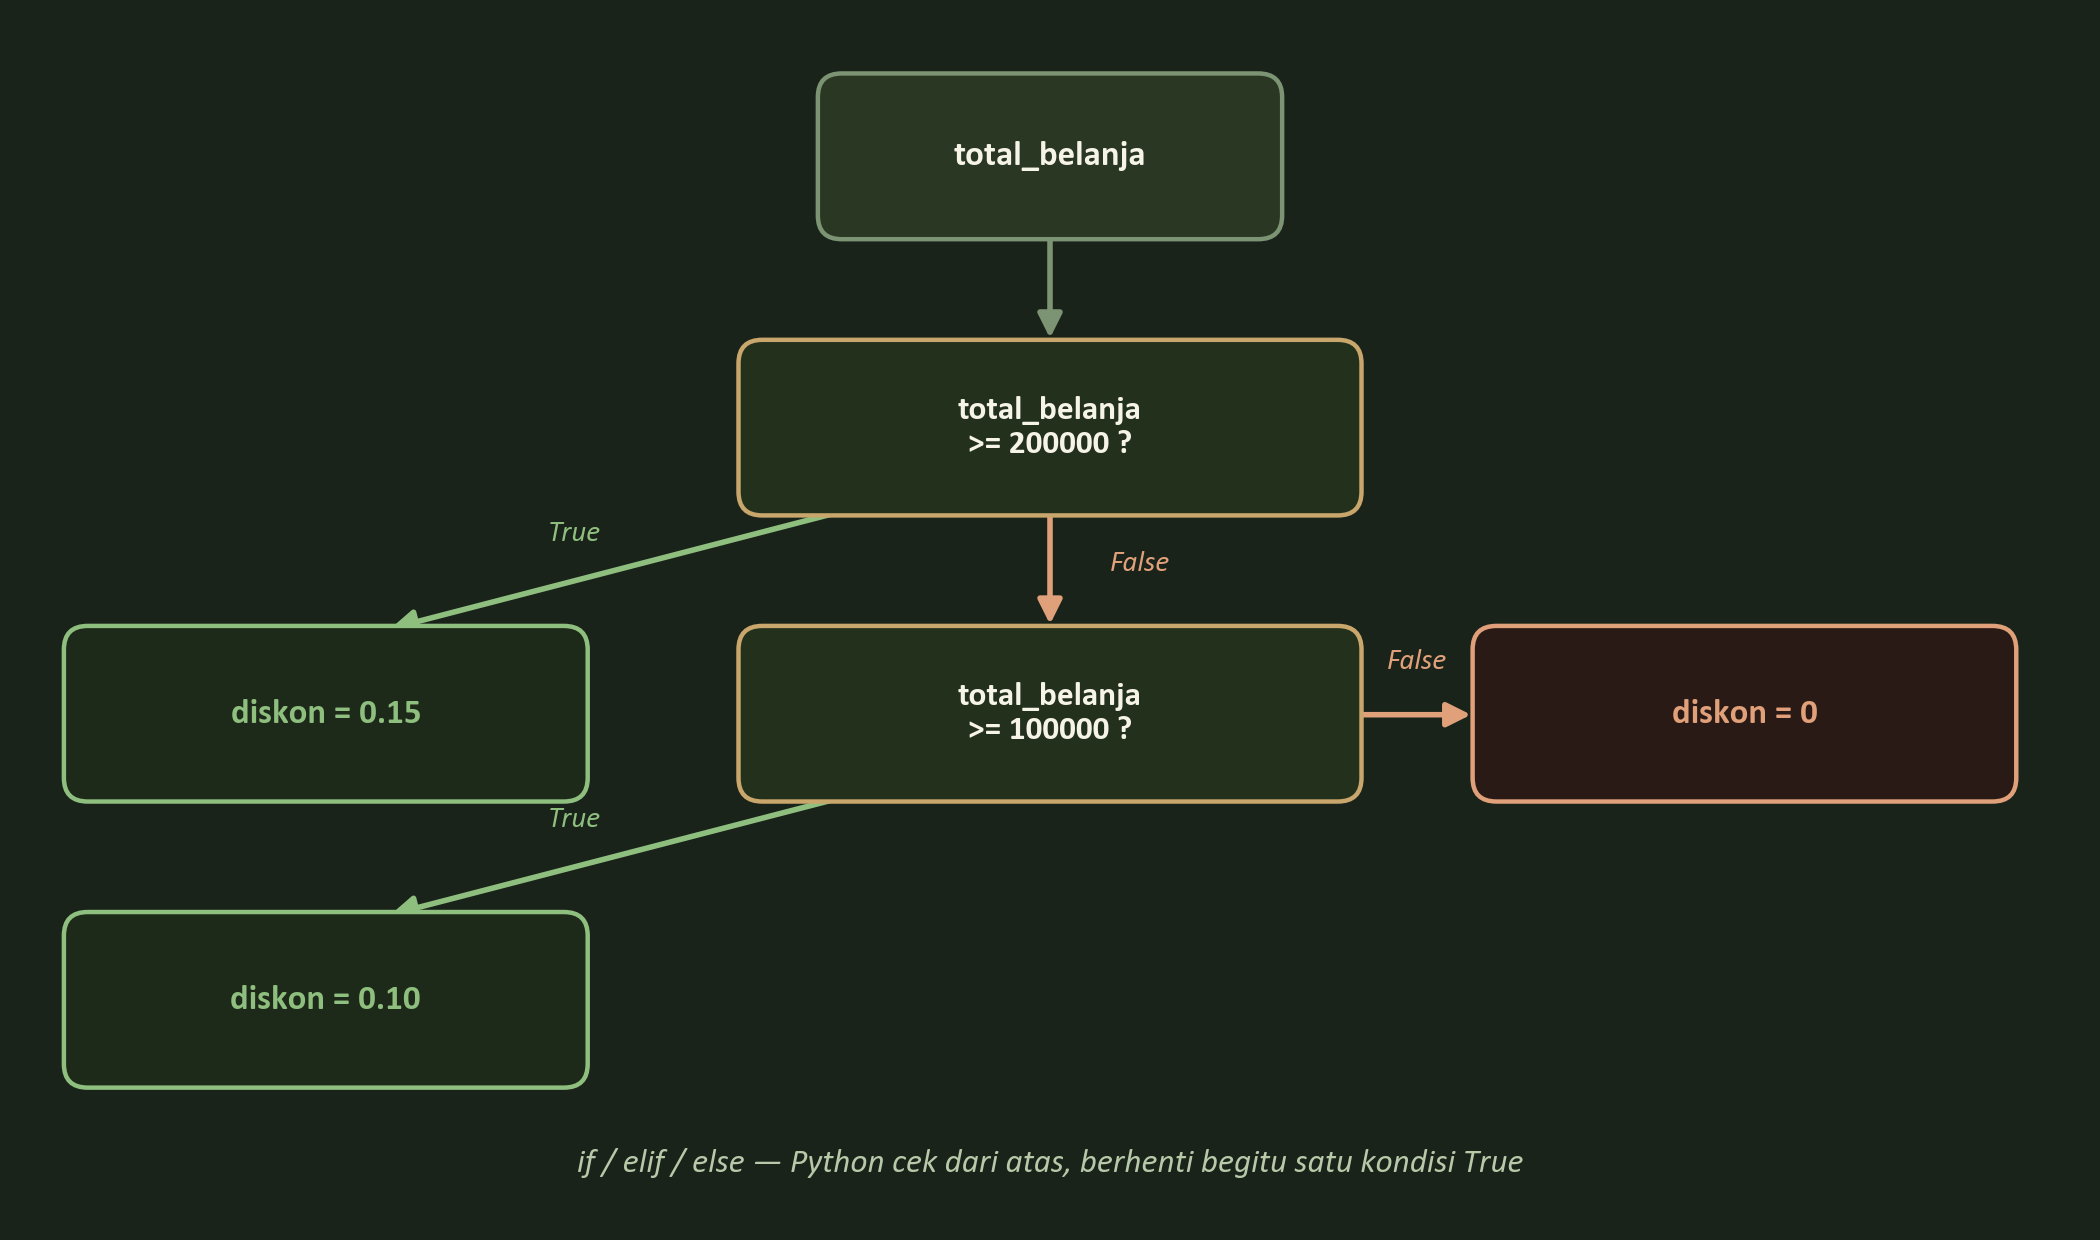 total_belanja
total_belanja
>= 200000 ?
True
False
diskon = 0.15
total_belanja
>= 100000 ?
False
diskon = 0
True
diskon = 0.10
if / elif / else — Python cek dari atas, berhenti begitu satu kondisi True